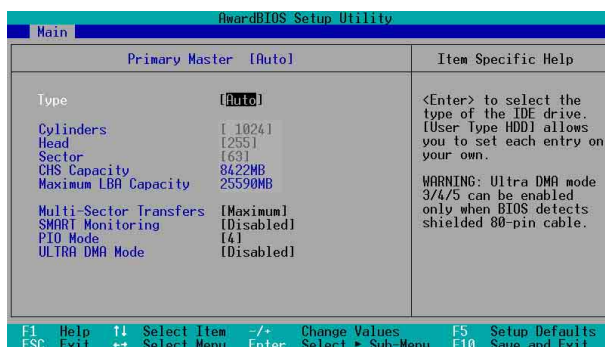 AwardBIOS Setup Utility
Main
Primary Master [Auto]
Item Specific Help
Type [Auto]
Cylinders [ 1024]
Head [255]
Sector [63]
CHS Capacity 8422MB
Maximum LBA Capacity 25590MB
Multi-Sector Transfers [Maximum]
SMART Monitoring [Disabled]
PIO Mode [4]
ULTRA DMA Mode [Disabled]
<Enter> to select the
type of the IDE drive.
[User Type HDD] allows
you to set each entry on
your own.
WARNING: Ultra DMA mode
3/4/5 can be enabled
only when BIOS detects
shielded 80-pin cable.
F1 Help ↑↓ Select Item -/+ Change Values F5 Setup Defaults
ESC Exit ↔ Select Menu Enter Select ► Sub-Menu F10 Save and Exit